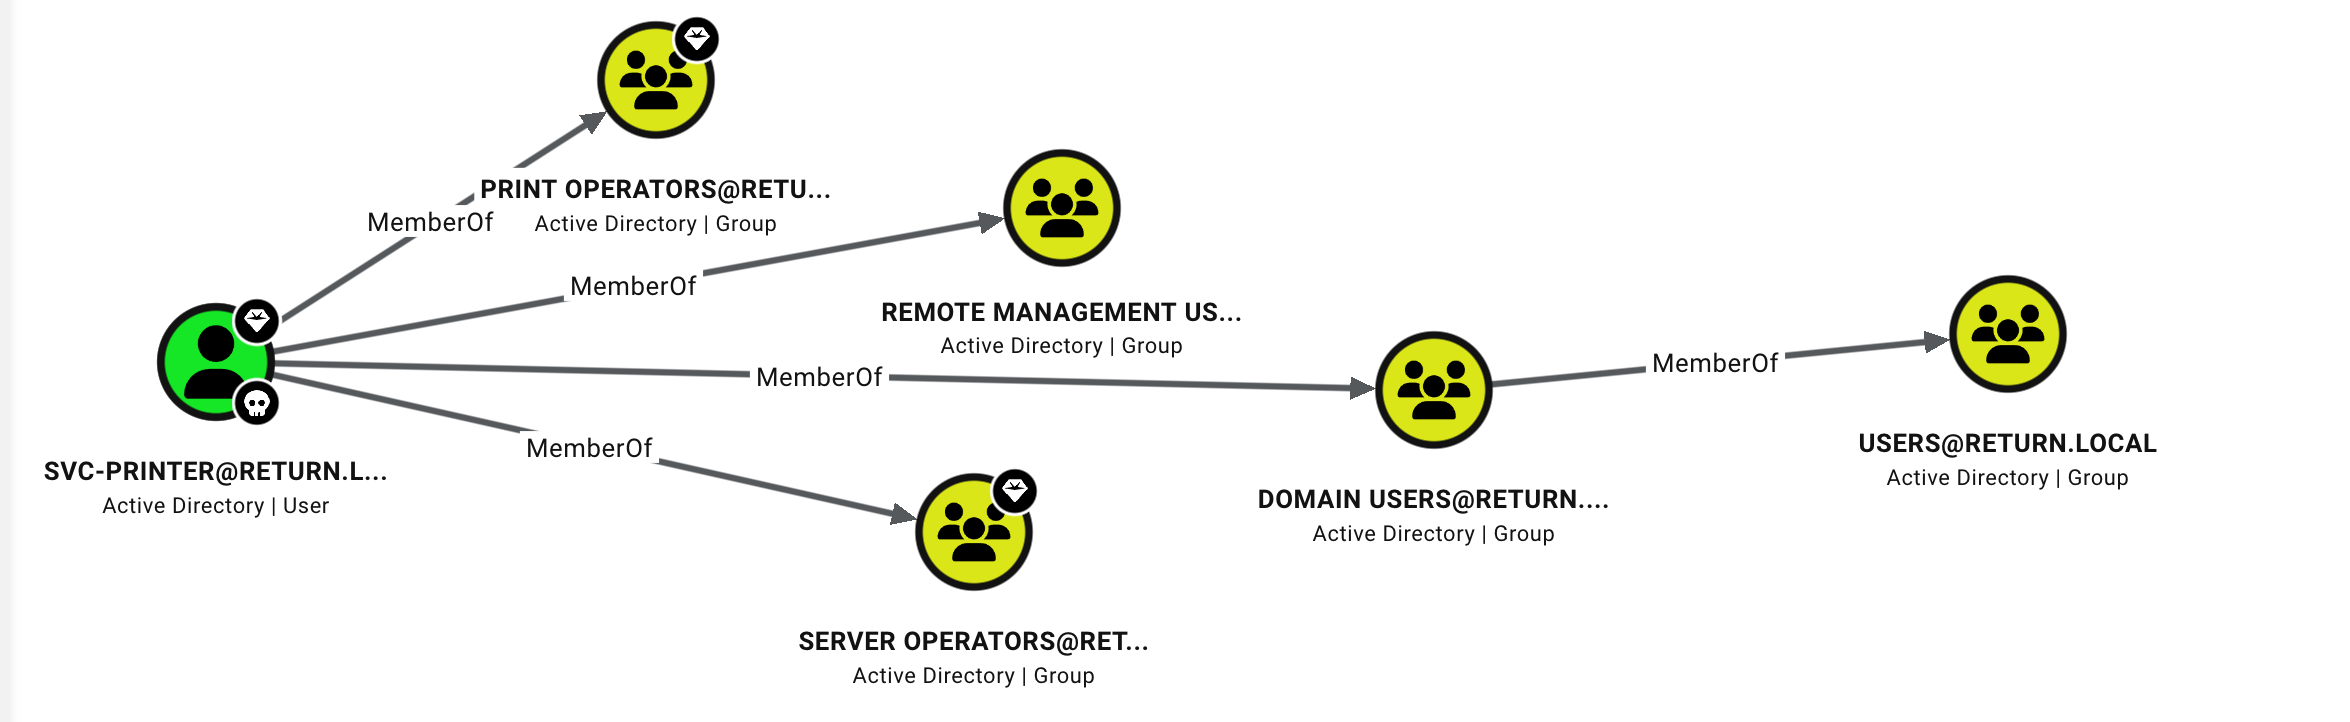 PRINT OPERATORS@RETU...
Active Directory | Group
MemberOf
MemberOf
REMOTE MANAGEMENT US...
Active Directory | Group
MemberOf
MemberOf
MemberOf
SVC-PRINTER@RETURN.L...
Active Directory | User
USERS@RETURN.LOCAL
Active Directory | Group
DOMAIN USERS@RETURN....
Active Directory | Group
SERVER OPERATORS@RET...
Active Directory | Group